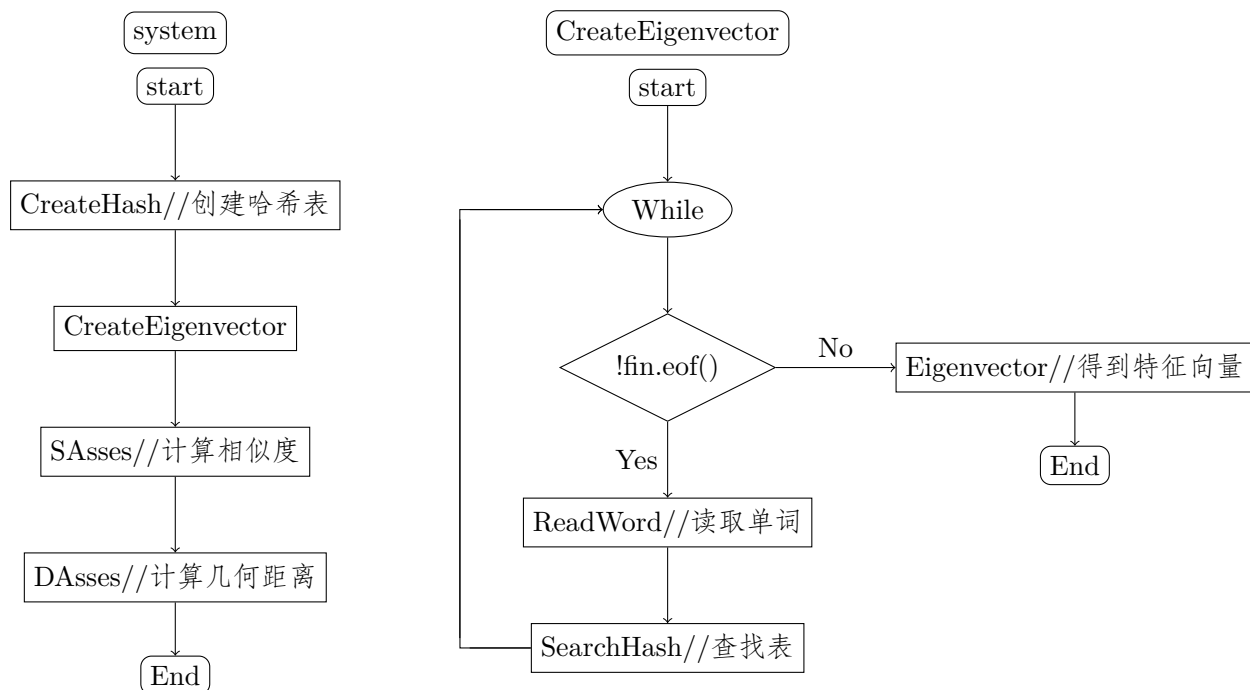 system
start
CreateHash//创建哈希表
CreateEigenvector
SAsses//计算相似度
DAsses//计算几何距离
End
CreateEigenvector
start
While
!fin.eof()
No
Eigenvector//得到特征向量
End
Yes
ReadWord//读取单词
SearchHash//查找表